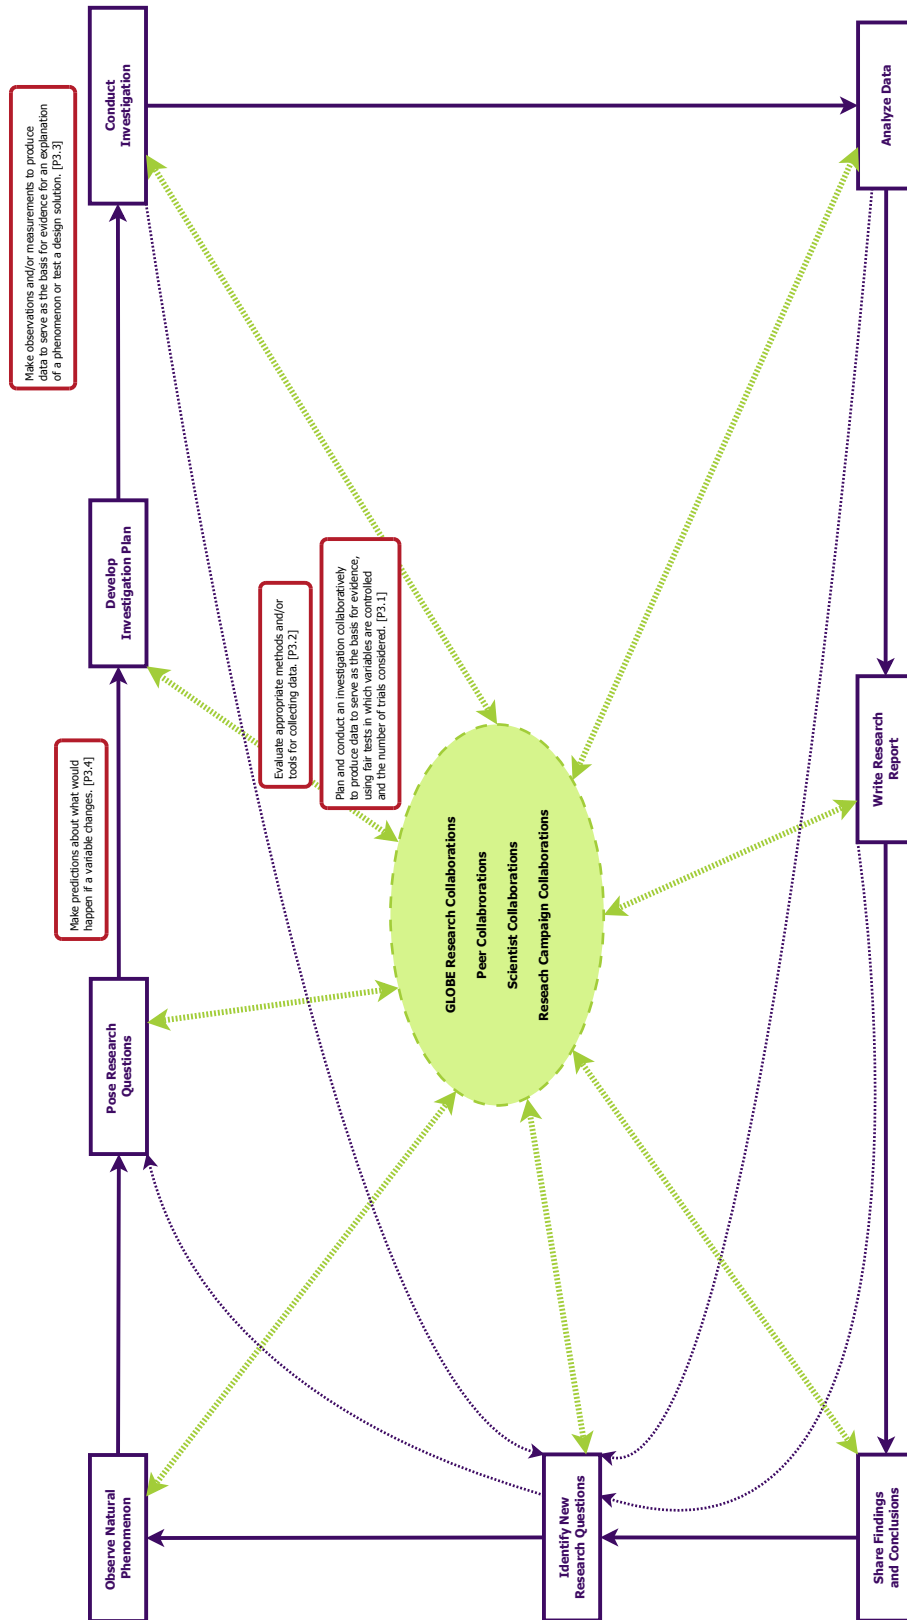 Make observations and/or measurements to produce
data to serve as the basis for evidence for an explanation
of a phenomenon or test a design solution. [P3.3]
Make predictions about what would
happen if a variable changes. [P3.4]
Observe Natural
Phenomenon
Pose Research
Questions
Develop
Investigation Plan
Conduct
Investigation
Evaluate appropriate methods and/or
tools for collecting data. [P3.2]
Plan and conduct an investigation collaboratively
to produce data to serve as the basis for evidence,
using fair tests in which variables are controlled
and the number of trials considered. [P3.1]
GLOBE Research Collaborations
Peer Collabrorations
Scientist Collaborations
Reseach Campaign Collaborations
Identify New
Research Questions
Share Findings
and Conclusions
Write Research
Report
Analyze Data